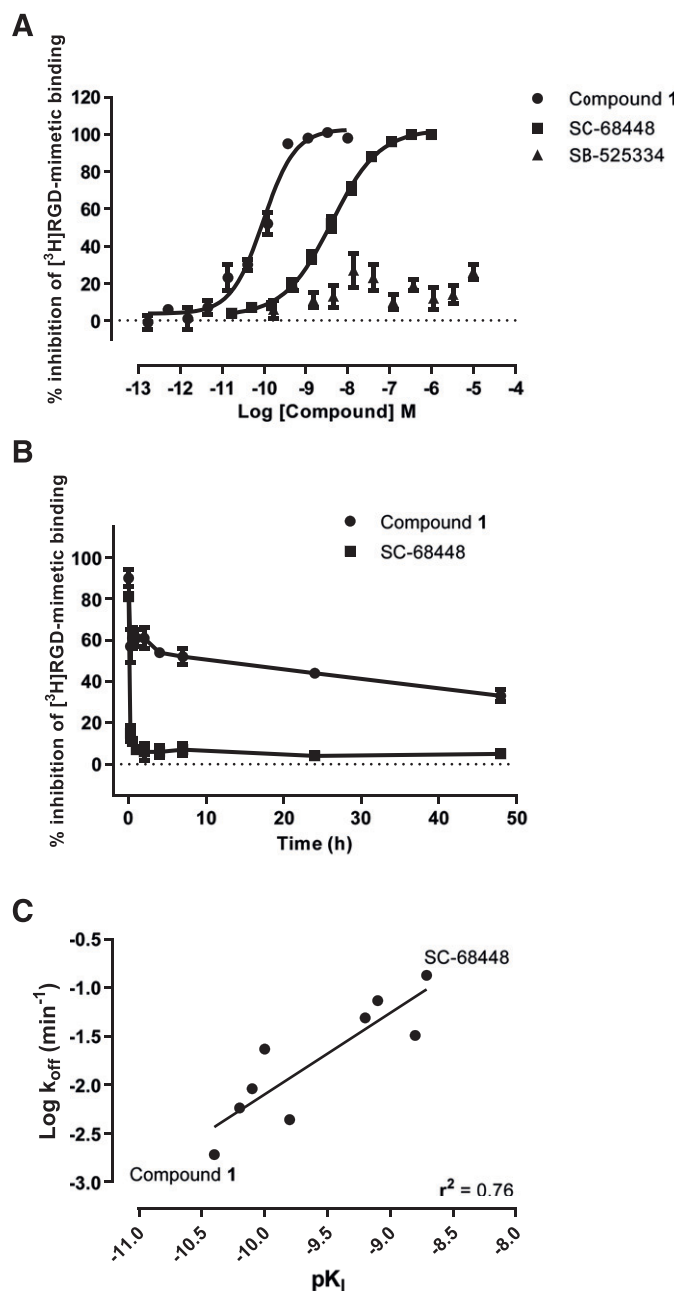 A
% inhibition of [³H]RGD-mimetic binding
120
100
80
60
40
20
0
-13 -12 -11 -10 -9 -8 -7 -6 -5 -4
Log [Compound] M
Compound 1
SC-68448
SB-525334
B
% inhibition of [³H]RGD-mimetic binding
100
80
60
40
20
0
0 10 20 30 40 50
Time (h)
Compound 1
SC-68448
C
Log koff (min⁻¹)
-0.5
-1.0
-1.5
-2.0
-2.5
-3.0
SC-68448
Compound 1
r² = 0.76
-11.0 -10.5 -10.0 -9.5 -9.0 -8.5 -8.0
pKI